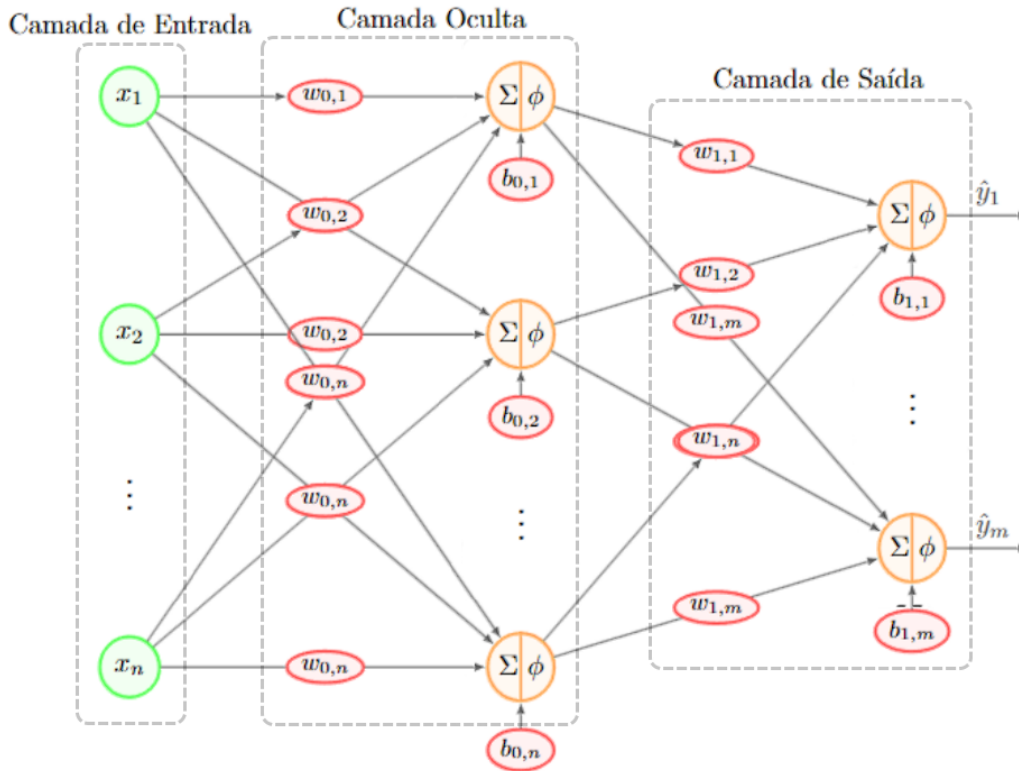 Camada de Entrada
Camada Oculta
Camada de Saída
x₁
w₀,₁
Σ ϕ
b₀,₁
w₁,₁
w₀,₂
Σ ϕ
ŷ₁
w₁,₂
b₁,₁
x₂
w₀,₂
Σ ϕ
w₁,ₘ
w₀,ₙ
b₀,₂
⋮
w₁,ₙ
⋮
w₀,ₙ
⋮
Σ ϕ
ŷₘ
w₁,ₘ
b₁,ₘ
xₙ
w₀,ₙ
Σ ϕ
b₀,ₙ